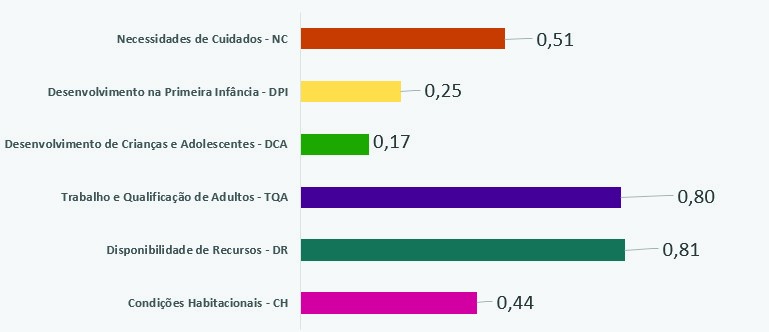 Necessidades de Cuidados - NC 0,51
Desenvolvimento na Primeira Infância - DPI 0,25
Desenvolvimento de Crianças e Adolescentes - DCA 0,17
Trabalho e Qualificação de Adultos - TQA 0,80
Disponibilidade de Recursos - DR 0,81
Condições Habitacionais - CH 0,44